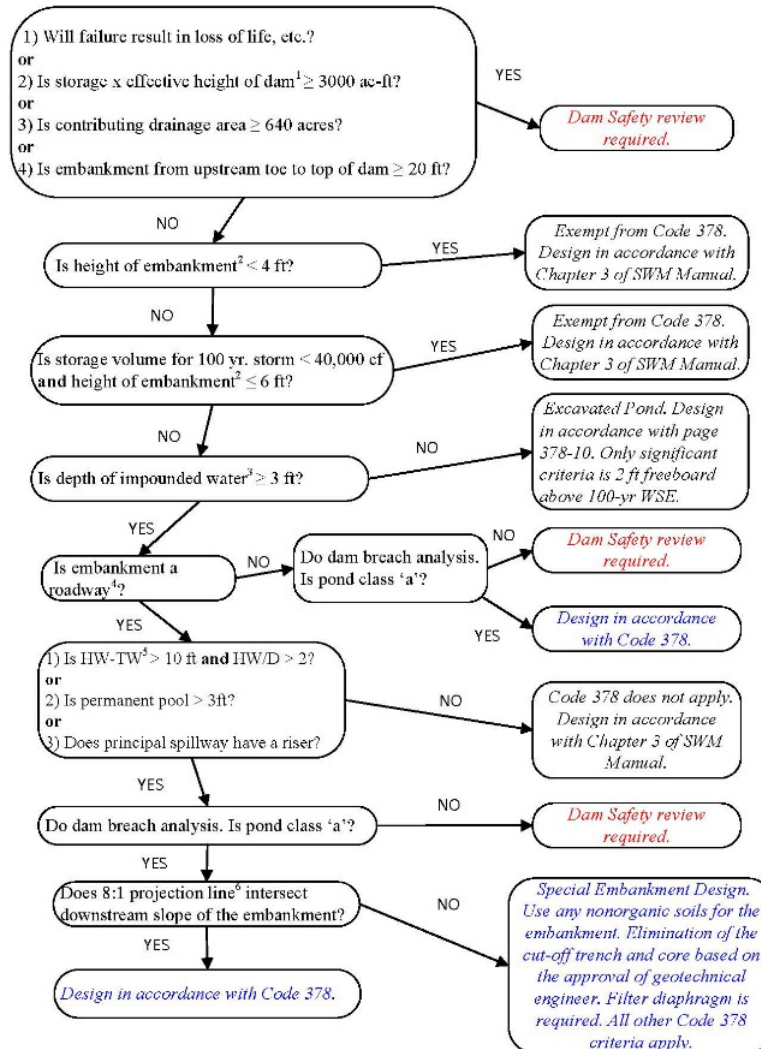 1) Will failure result in loss of life, etc.?
or
2) Is storage x effective height of dam¹ ≥ 3000 ac-ft?
or
3) Is contributing drainage area ≥ 640 acres?
or
4) Is embankment from upstream toe to top of dam ≥ 20 ft?
YES
Dam Safety review
required.
NO
Is height of embankment² < 4 ft?
YES
Exempt from Code 378.
Design in accordance with
Chapter 3 of SWM Manual.
NO
Is storage volume for 100 yr. storm < 40,000 cf
and height of embankment² ≤ 6 ft?
YES
Exempt from Code 378.
Design in accordance with
Chapter 3 of SWM Manual.
NO
Is depth of impounded water³ ≥ 3 ft?
NO
Excavated Pond. Design
in accordance with page
378-10. Only significant
criteria is 2 ft freeboard
above 100-yr WSE.
YES
Is embankment a
roadway⁴?
NO
Do dam breach analysis.
Is pond class ‘a’?
NO
Dam Safety review
required.
YES
Design in accordance
with Code 378.
YES
1) Is HW-TW⁵ > 10 ft and HW/D > 2?
or
2) Is permanent pool > 3ft?
or
3) Does principal spillway have a riser?
NO
Code 378 does not apply.
Design in accordance
with Chapter 3 of SWM
Manual.
YES
Do dam breach analysis. Is pond class ‘a’?
NO
Dam Safety review
required.
YES
Does 8:1 projection line⁶ intersect
downstream slope of the embankment?
NO
Special Embankment Design.
Use any nonorganic soils for the
embankment. Elimination of the
cut-off trench and core based on
the approval of geotechnical
engineer. Filter diaphragm is
required. All other Code 378
criteria apply.
YES
Design in accordance with Code 378.